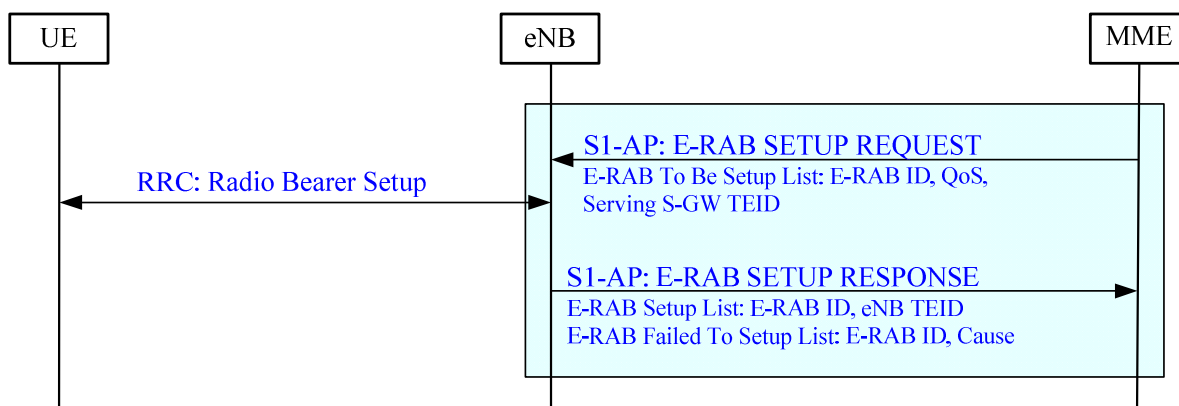 UE
eNB
MME
S1-AP: E-RAB SETUP REQUEST
E-RAB To Be Setup List: E-RAB ID, QoS,
Serving S-GW TEID
RRC: Radio Bearer Setup
S1-AP: E-RAB SETUP RESPONSE
E-RAB Setup List: E-RAB ID, eNB TEID
E-RAB Failed To Setup List: E-RAB ID, Cause